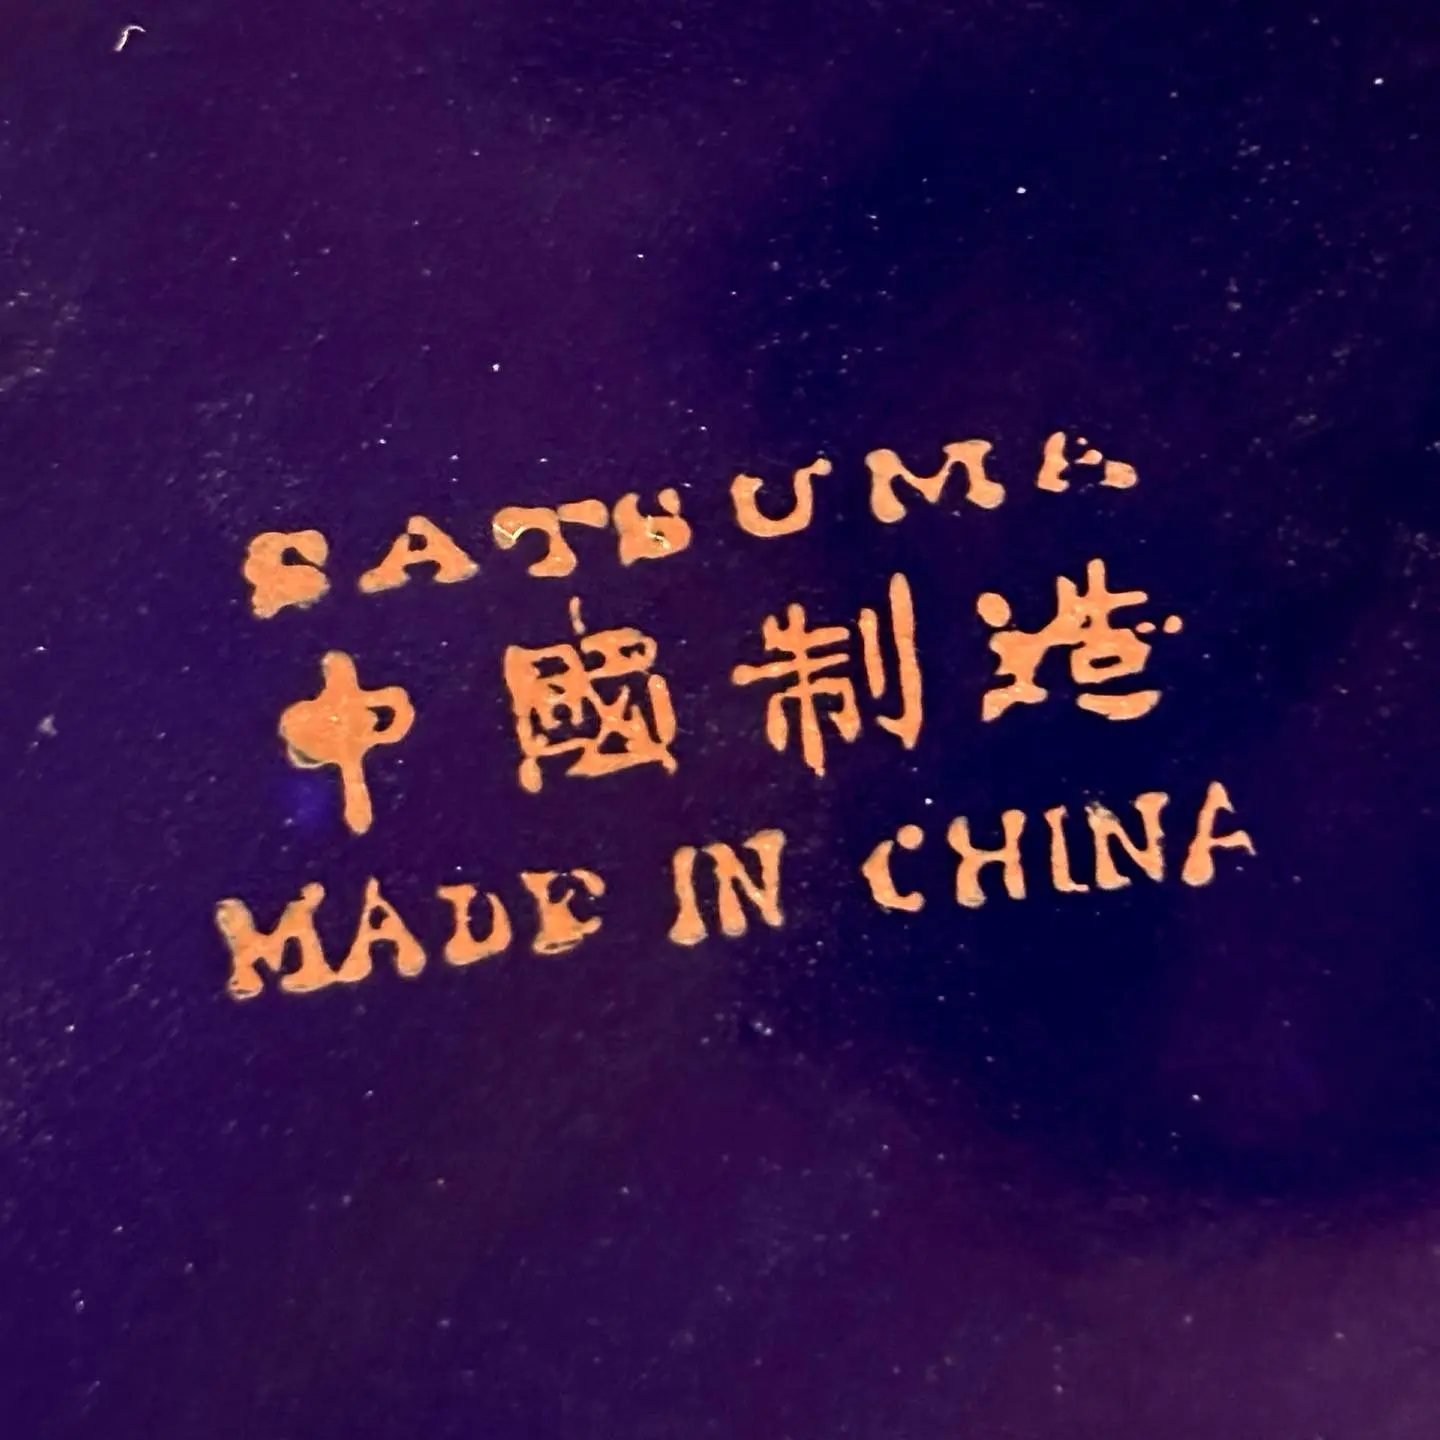 SATSUMA
中國制造
MADE IN CHINA